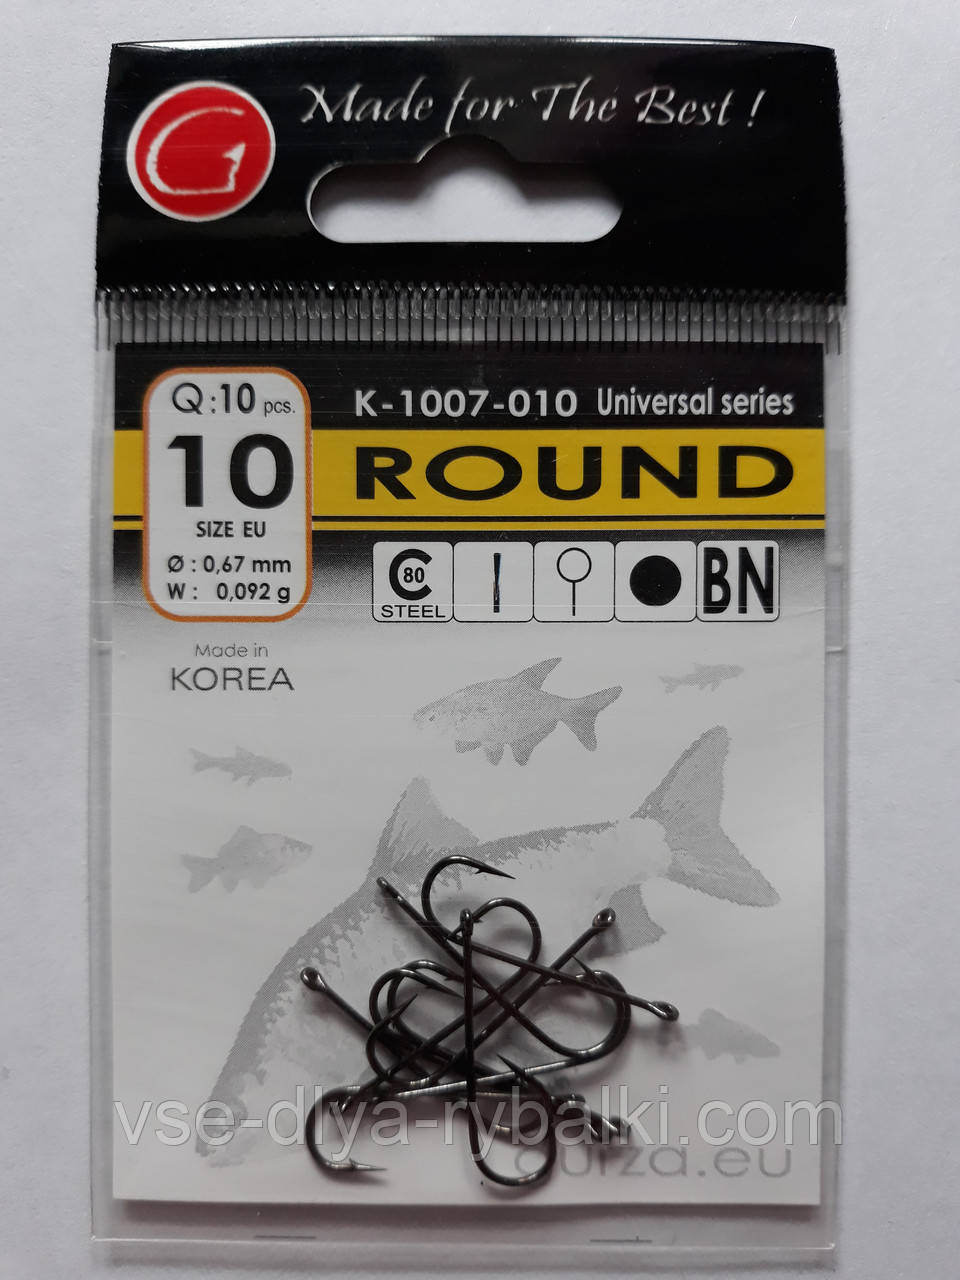 G
Made for The Best !
Q:10 pcs.
10
SIZE EU
Ø : 0,67 mm
W : 0,092 g
K-1007-010 Universal series
ROUND
C 80
STEEL
BN
Made in
KOREA
vse-dlya-rybalki.com
gurza.eu